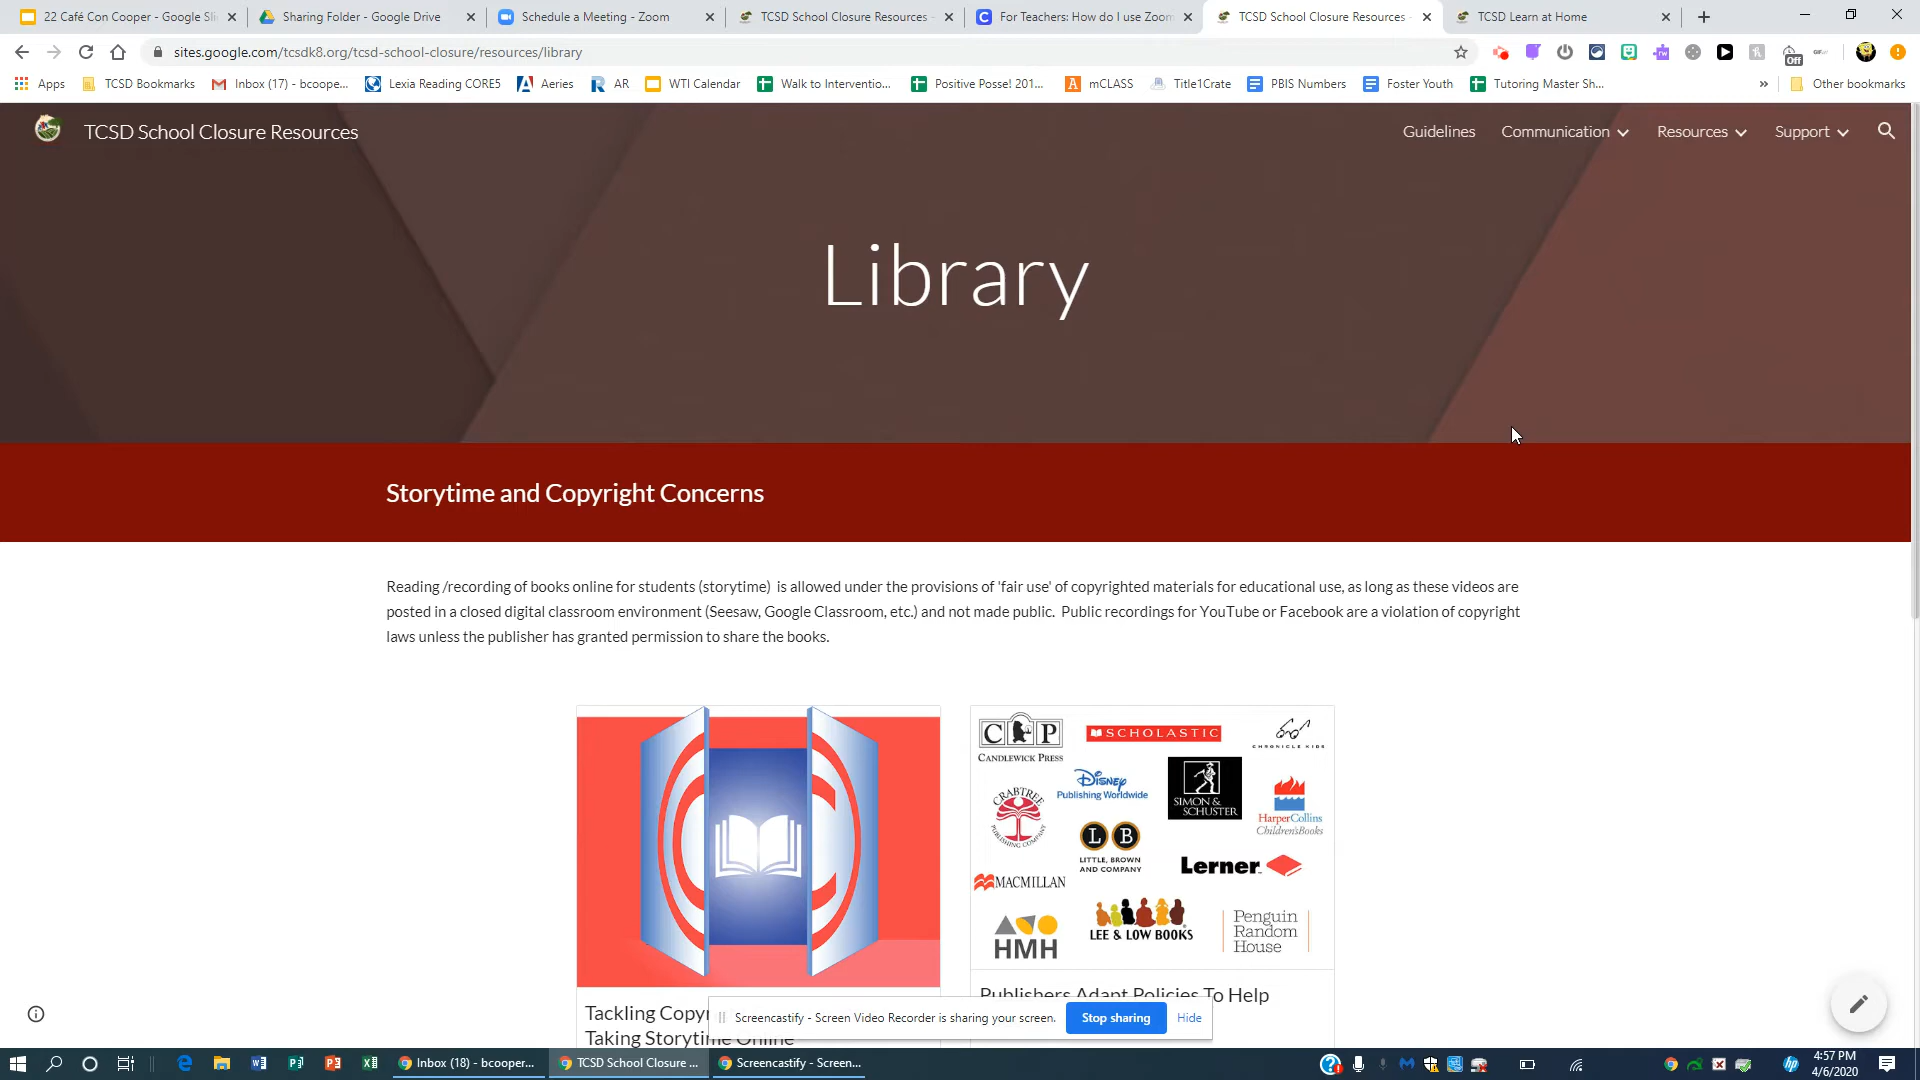 22 Café Con Cooper - Google Sli
Sharing Folder - Google Drive
Schedule a Meeting - Zoom
TCSD School Closure Resources -
For Teachers: How do I use Zoom
TCSD School Closure Resources -
TCSD Learn at Home
sites.google.com/tcsdk8.org/tcsd-school-closure/resources/library
Off
Apps
TCSD Bookmarks
Inbox (17) - bcoope...
Lexia Reading CORE5
Aeries
AR
WTI Calendar
Walk to Interventio...
Positive Posse! 201...
mCLASS
Title1Crate
PBIS Numbers
Foster Youth
Tutoring Master Sh...
»
Other bookmarks
TCSD School Closure Resources
Guidelines
Communication
Resources
Support
Library
Storytime and Copyright Concerns
Reading /recording of books online for students (storytime) is allowed under the provisions of 'fair use' of copyrighted materials for educational use, as long as these videos are
posted in a closed digital classroom environment (Seesaw, Google Classroom, etc.) and not made public. Public recordings for YouTube or Facebook are a violation of copyright
laws unless the publisher has granted permission to share the books.
C P
CANDLEWICK PRESS
SCHOLASTIC
CHRONICLE KIDS
Disney
Publishing Worldwide
CRABTREE
PUBLISHING COMPANY
SIMON &
SCHUSTER
HarperCollins
Children'sBooks
L B
LITTLE, BROWN
AND COMPANY
Lerner
MACMILLAN
HMH
LEE & LOW BOOKS
Penguin
Random
House
Tackling Copy
Taking Storytime Online
Publishers Adapt Policies To Help
Screencastify - Screen Video Recorder is sharing your screen.
Stop sharing
Hide
Inbox (18) - bcooper...
TCSD School Closure ...
Screencastify - Screen...
4:57 PM
4/6/2020